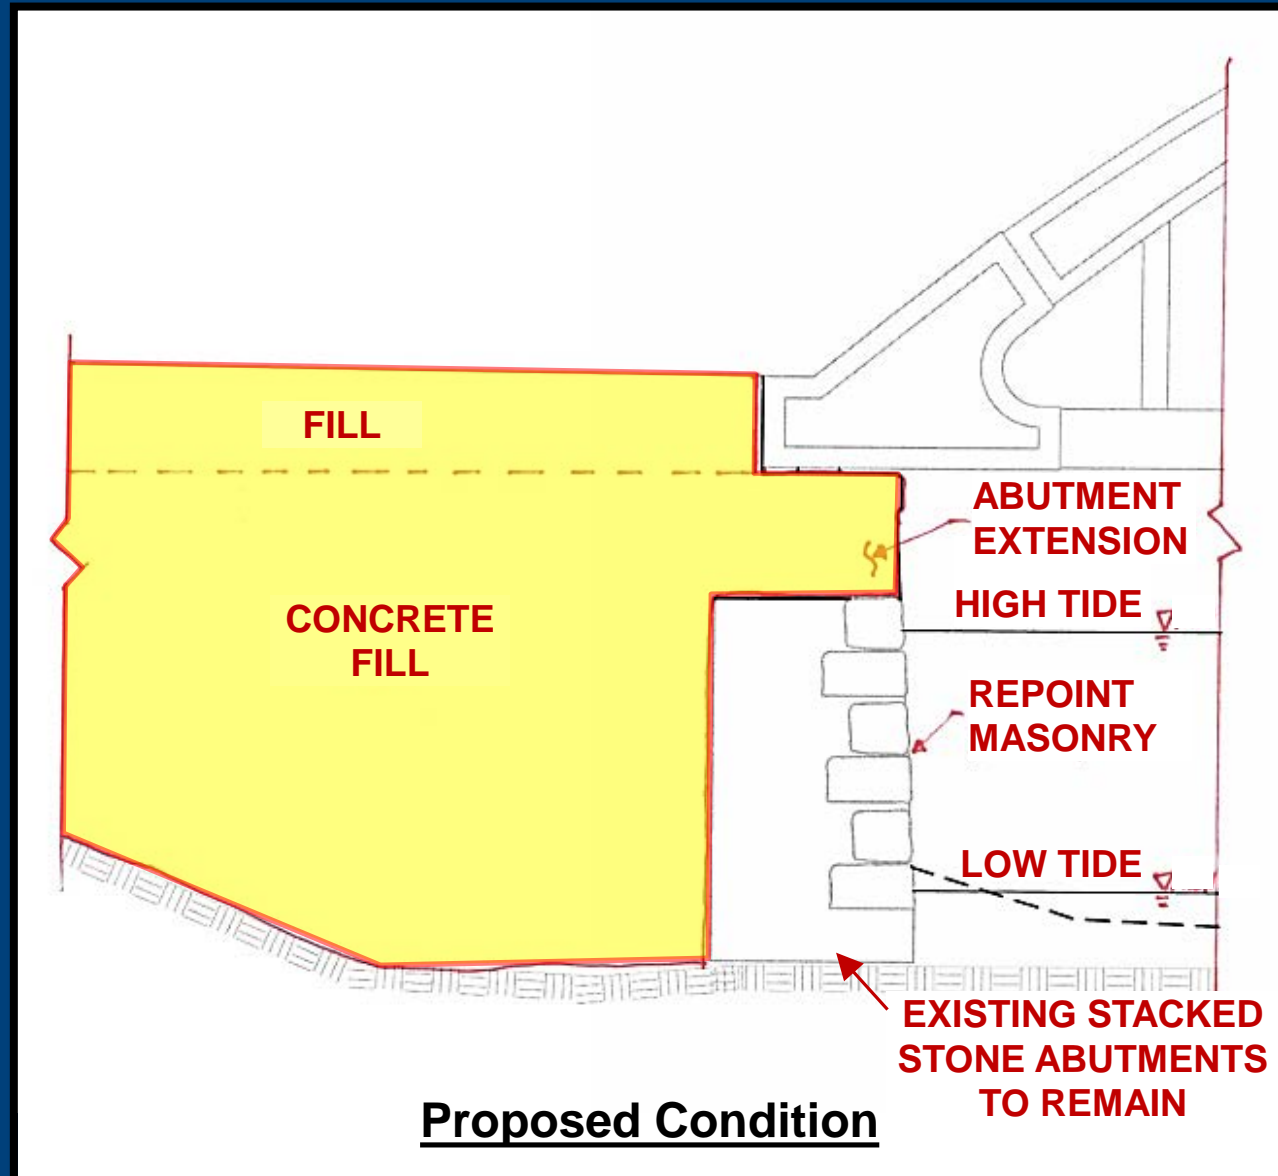 FILL
ABUTMENT
EXTENSION
HIGH TIDE
CONCRETE
FILL
REPOINT
MASONRY
LOW TIDE
EXISTING STACKED
STONE ABUTMENTS
TO REMAIN
Proposed Condition